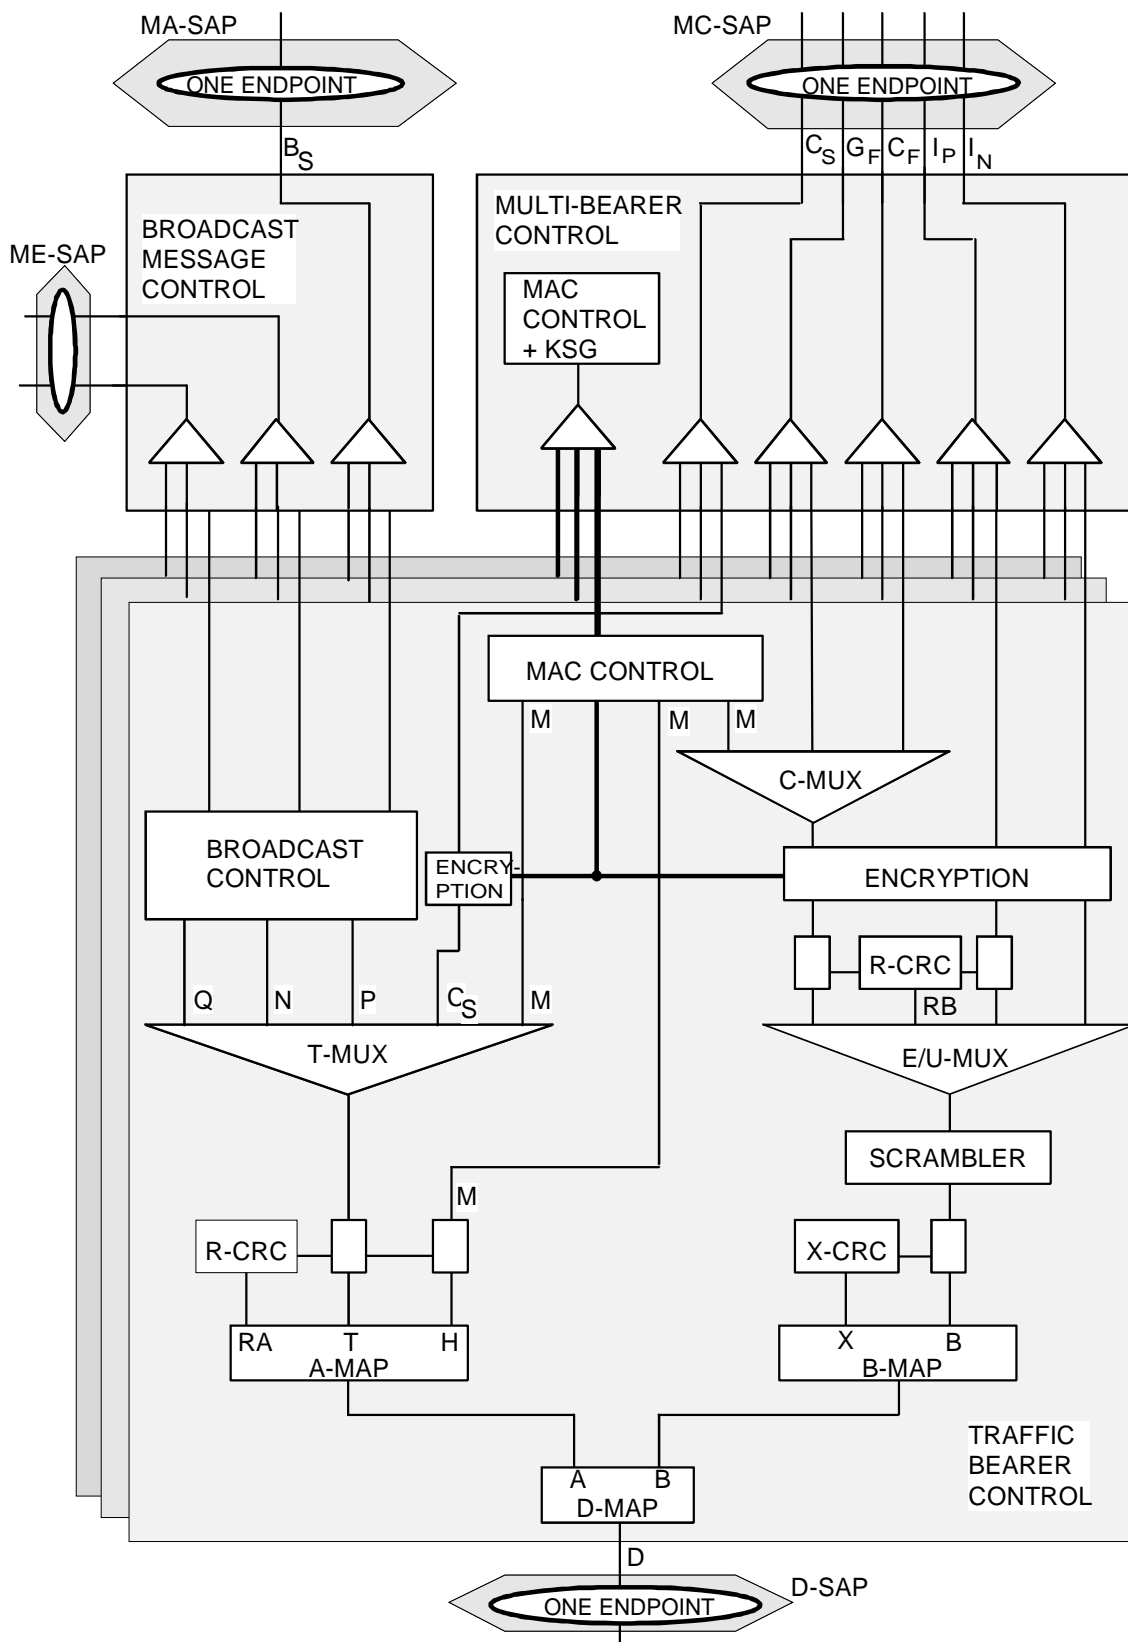 MA-SAP
MC-SAP
ONE ENDPOINT
ONE ENDPOINT
BS
CS GF CF IP IN
ME-SAP
BROADCAST
MESSAGE
CONTROL
MULTI-BEARER
CONTROL
MAC
CONTROL
+ KSG
MAC CONTROL
M
M
M
C-MUX
BROADCAST
CONTROL
ENCRY-
PTION
ENCRYPTION
R-CRC
Q
N
P
CS
M
RB
T-MUX
E/U-MUX
SCRAMBLER
M
R-CRC
X-CRC
RA
T
H
X
B
A-MAP
B-MAP
TRAFFIC
BEARER
CONTROL
A
B
D-MAP
D
D-SAP
ONE ENDPOINT